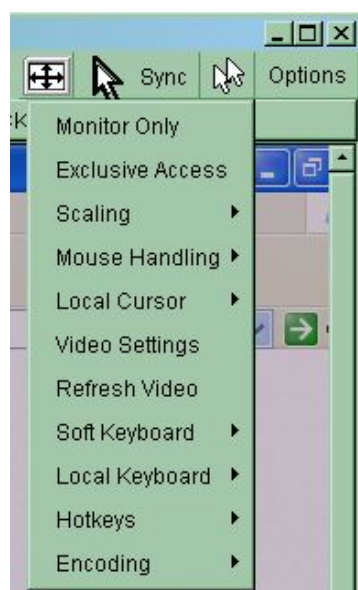 Sync Options
K
Monitor Only
Exclusive Access
Scaling
Mouse Handling
Local Cursor
Video Settings
Refresh Video
Soft Keyboard
Local Keyboard
Hotkeys
Encoding